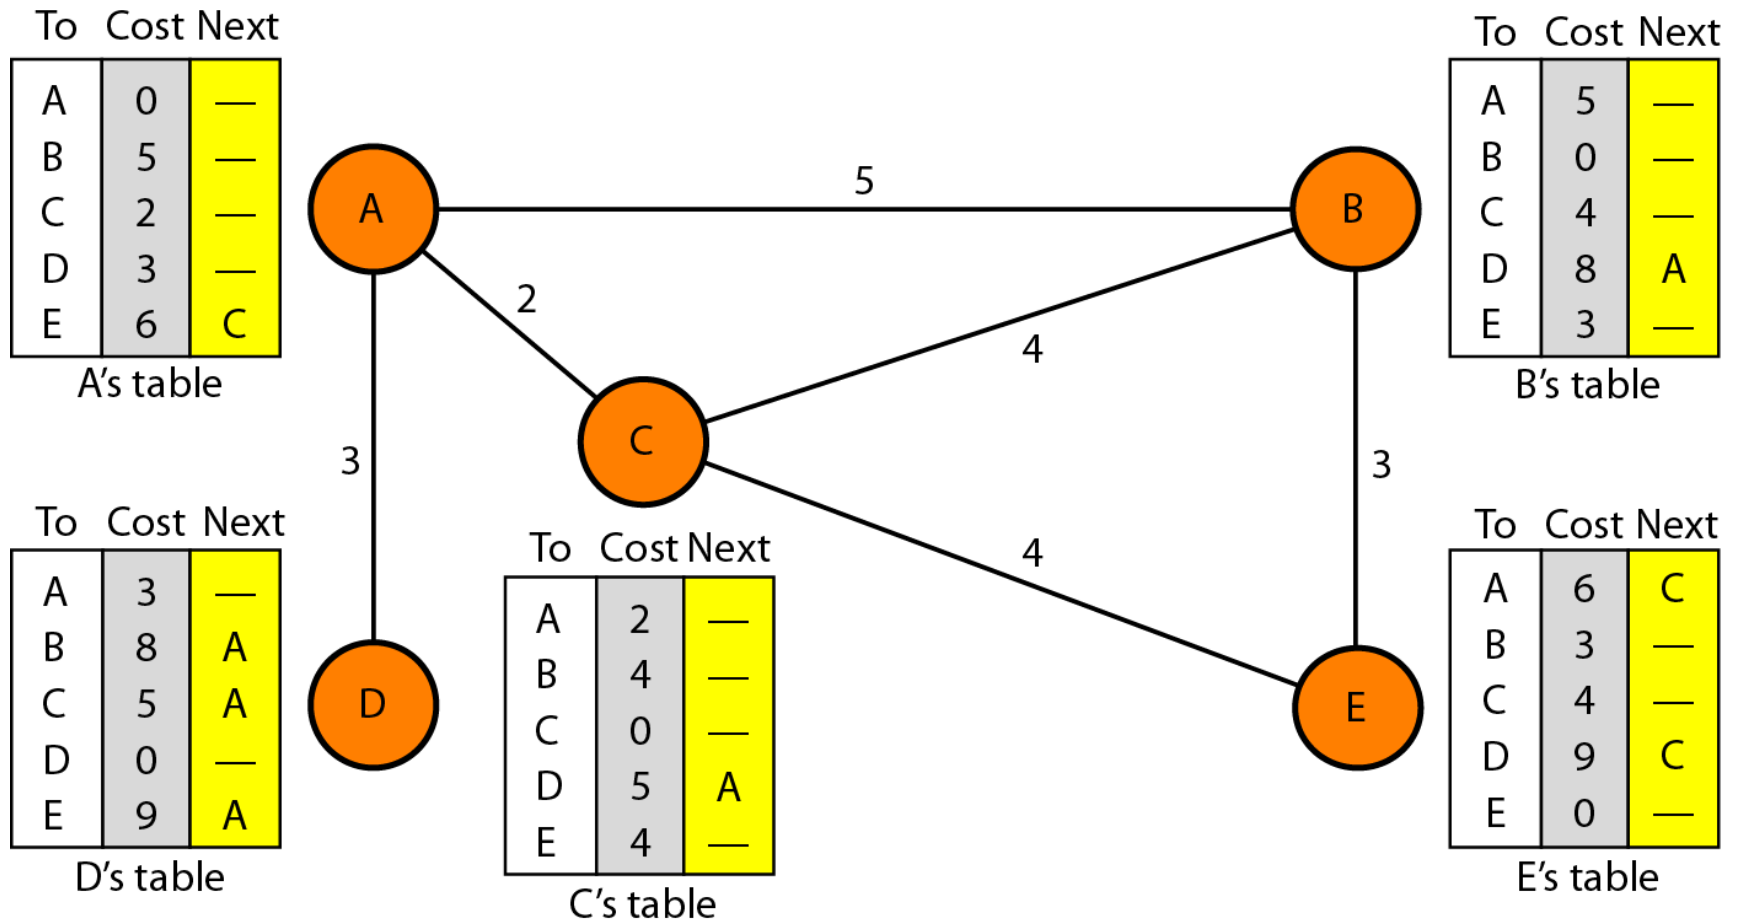 To Cost Next
A 0 —
B 5 —
C 2 —
D 3 —
E 6 C
A's table
To Cost Next
A 5 —
B 0 —
C 4 —
D 8 A
E 3 —
B's table
A
5
B
2
4
C
3
3
4
D
E
To Cost Next
A 3 —
B 8 A
C 5 A
D 0 —
E 9 A
D's table
To Cost Next
A 2 —
B 4 —
C 0 —
D 5 A
E 4 —
C's table
To Cost Next
A 6 C
B 3 —
C 4 —
D 9 C
E 0 —
E's table